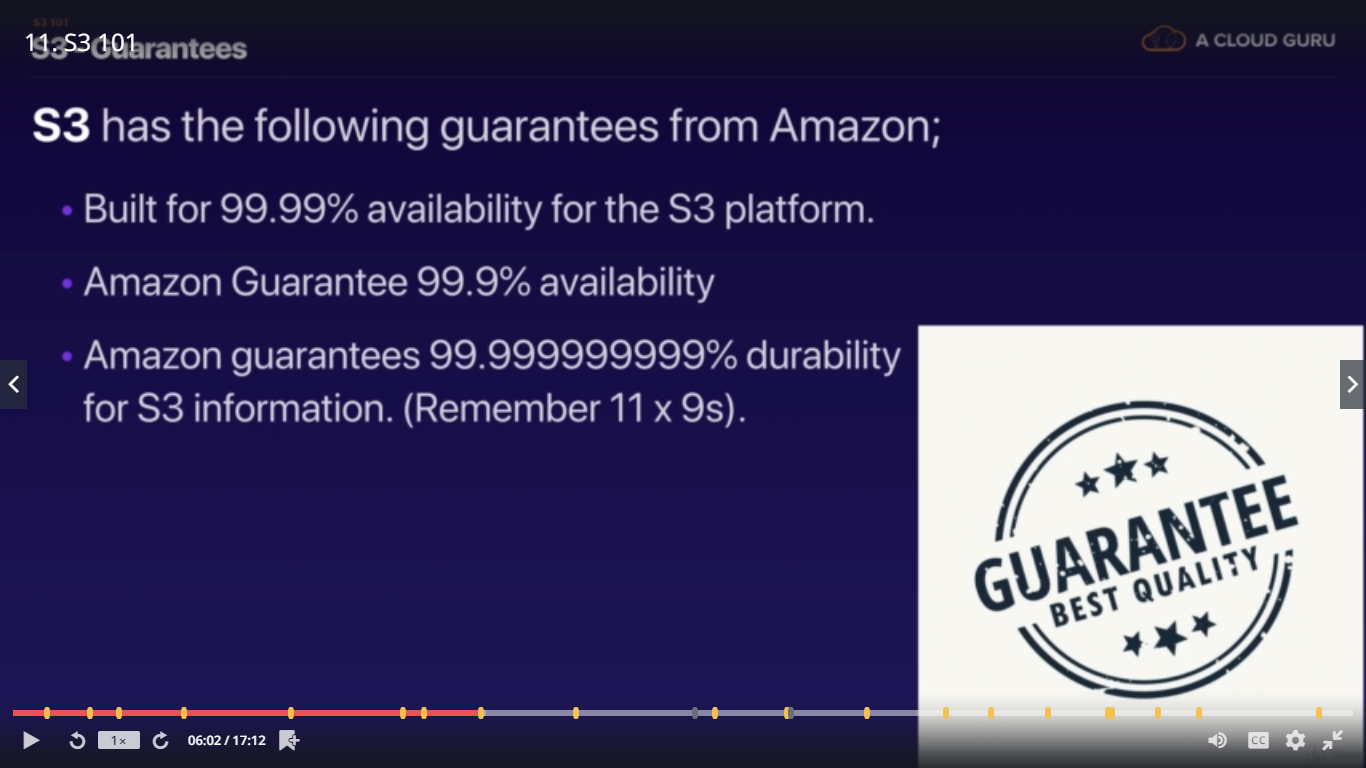 S3 101
11. S3 101
S3 - Guarantees
A CLOUD GURU
S3 has the following guarantees from Amazon;
• Built for 99.99% availability for the S3 platform.
• Amazon Guarantee 99.9% availability
• Amazon guarantees 99.999999999% durability
for S3 information. (Remember 11 x 9s).
GUARANTEE
BEST QUALITY
1×
06:02 / 17:12
CC